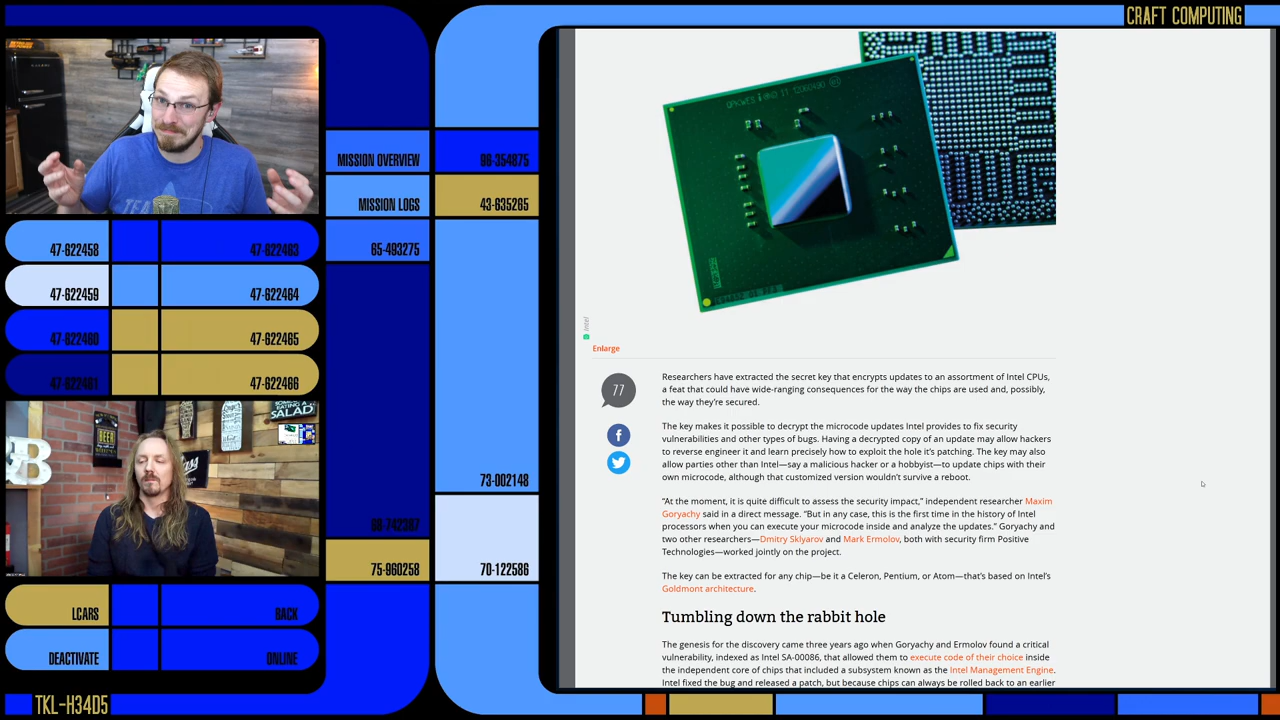 CRAFT COMPUTING
MISSION OVERVIEW
98-354875
MISSION LOGS
43-635265
47-622458
47-622463
65-493275
47-622459
47-622464
47-622460
47-622465
47-622461
47-622466
73-002148
69-742387
75-960258
70-122586
LCARS
BACK
DEACTIVATE
ONLINE
TKL-H34D5
BEER
SALAD
B
intel
Enlarge
77
Researchers have extracted the secret key that encrypts updates to an assortment of Intel CPUs,
a feat that could have wide-ranging consequences for the way the chips are used and, possibly,
the way they're secured.
The key makes it possible to decrypt the microcode updates Intel provides to fix security
vulnerabilities and other types of bugs. Having a decrypted copy of an update may allow hackers
to reverse engineer it and learn precisely how to exploit the hole it's patching. The key may also
allow parties other than Intel—say a malicious hacker or a hobbyist—to update chips with their
own microcode, although that customized version wouldn't survive a reboot.
"At the moment, it is quite difficult to assess the security impact," independent researcher Maxim
Goryachy said in a direct message. "But in any case, this is the first time in the history of Intel
processors when you can execute your microcode inside and analyze the updates." Goryachy and
two other researchers—Dmitry Sklyarov and Mark Ermolov, both with security firm Positive
Technologies—worked jointly on the project.
The key can be extracted for any chip—be it a Celeron, Pentium, or Atom—that's based on Intel's
Goldmont architecture.
Tumbling down the rabbit hole
The genesis for the discovery came three years ago when Goryachy and Ermolov found a critical
vulnerability, indexed as Intel SA-00086, that allowed them to execute code of their choice inside
the independent core of chips that included a subsystem known as the Intel Management Engine.
Intel fixed the bug and released a patch, but because chips can always be rolled back to an earlier